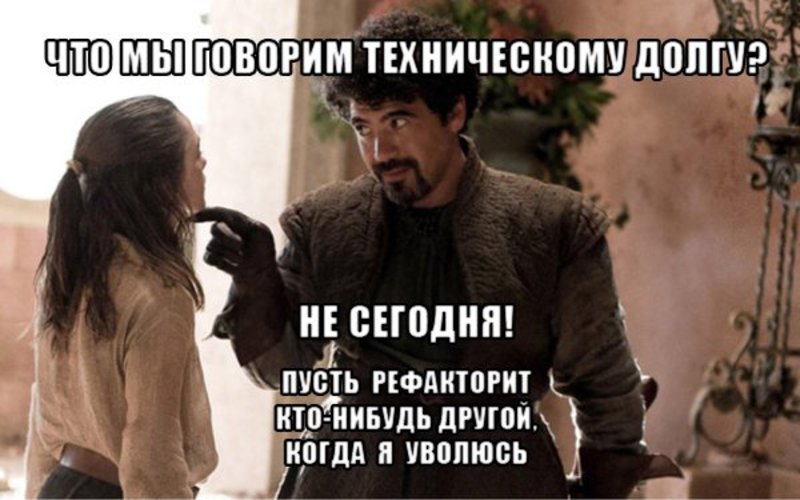 ЧТО МЫ ГОВОРИМ ТЕХНИЧЕСКОМУ ДОЛГУ?
НЕ СЕГОДНЯ!
ПУСТЬ РЕФАКТОРИТ
КТО-НИБУДЬ ДРУГОЙ,
КОГДА Я УВОЛЮСЬ